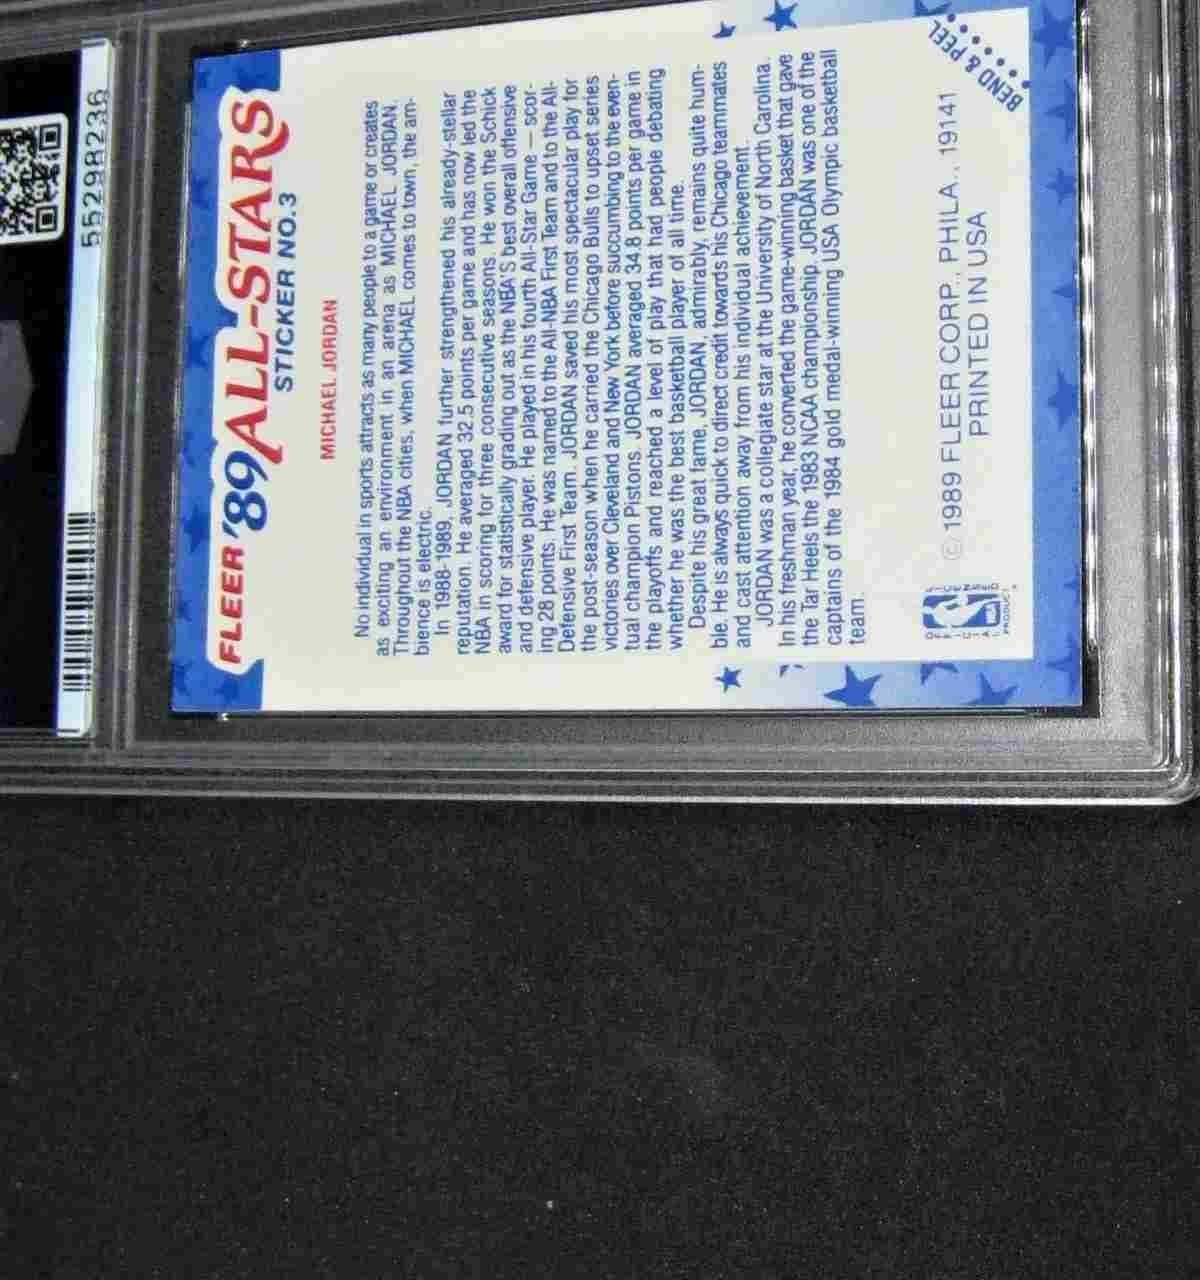 55298236
FLEER '89 ALL-STARS
STICKER NO.3
MICHAEL JORDAN
No individual in sports attracts as many people to a game or creates
as exciting an environment in an arena as MICHAEL JORDAN.
Throughout the NBA cities, when MICHAEL comes to town, the am-
bience is electric.
In 1988-1989, JORDAN further strengthened his already-stellar
reputation. He averaged 32.5 points per game and has now led the
NBA in scoring for three consecutive seasons. He won the Schick
award for statistically grading out as the NBA'S best overall offensive
and defensive player. He played in his fourth All-Star Game — scor-
ing 28 points. He was named to the All-NBA First Team and to the All-
Defensive First Team. JORDAN saved his most spectacular play for
the post-season when he carried the Chicago Bulls to upset series
victories over Cleveland and New York before succumbing to the even-
tual champion Pistons. JORDAN averaged 34.8 points per game in
the playoffs and reached a level of play that had people debating
whether he was the best basketball player of all time.
Despite his great fame, JORDAN, admirably, remains quite hum-
ble. He is always quick to direct credit towards his Chicago teammates
and cast attention away from his individual achievement.
JORDAN was a collegiate star at the University of North Carolina.
In his freshman year, he converted the game-winning basket that gave
the Tar Heels the 1983 NCAA championship. JORDAN was one of the
captains of the 1984 gold medal-winning USA Olympic basketball
team.
© 1989 FLEER CORP., PHILA., 19141
PRINTED IN USA
BEND & PEEL
OFFICIAL
LICENSED
PRODUCT